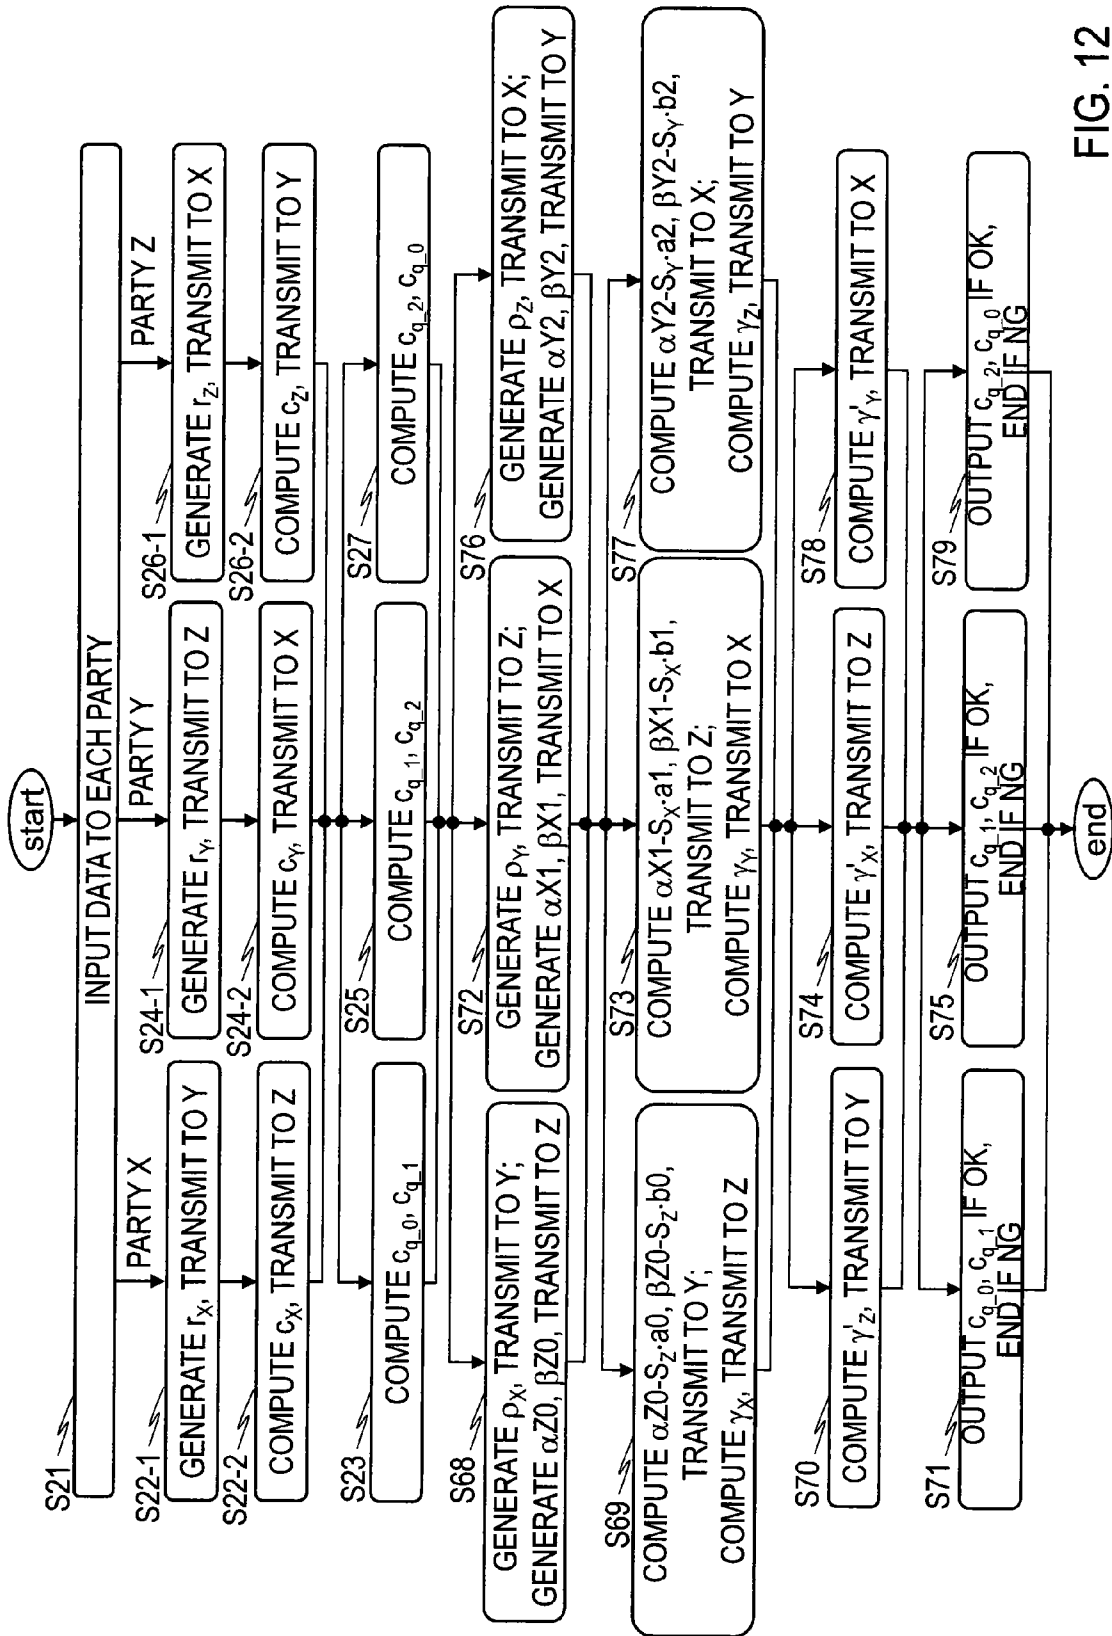 start
INPUT DATA TO EACH PARTY
S21
PARTY X
PARTY Y
PARTY Z
S22-1
GENERATE r_X, TRANSMIT TO Y
S24-1
GENERATE r_Y, TRANSMIT TO Z
S26-1
GENERATE r_Z, TRANSMIT TO X
S22-2
COMPUTE c_X, TRANSMIT TO Z
S24-2
COMPUTE c_Y, TRANSMIT TO X
S26-2
COMPUTE c_Z, TRANSMIT TO Y
S23
COMPUTE c_q_0, c_q_1
S25
COMPUTE c_q_1, c_q_2
S27
COMPUTE c_q_2, c_q_0
S68
GENERATE ρ_X, TRANSMIT TO Y;
GENERATE αZ0, βZ0, TRANSMIT TO Z
S72
GENERATE ρ_Y, TRANSMIT TO Z;
GENERATE αX1, βX1, TRANSMIT TO X
S76
GENERATE ρ_Z, TRANSMIT TO X;
GENERATE αY2, βY2, TRANSMIT TO Y
S69
COMPUTE αZ0-S_Z·a0, βZ0-S_Z·b0,
TRANSMIT TO Y;
COMPUTE γ_X, TRANSMIT TO Z
S73
COMPUTE αX1-S_X·a1, βX1-S_X·b1,
TRANSMIT TO Z;
COMPUTE γ_Y, TRANSMIT TO X
S77
COMPUTE αY2-S_Y·a2, βY2-S_Y·b2,
TRANSMIT TO X;
COMPUTE γ_Z, TRANSMIT TO Y
S70
COMPUTE γ'_Z, TRANSMIT TO Y
S74
COMPUTE γ'_X, TRANSMIT TO Z
S78
COMPUTE γ'_Y, TRANSMIT TO X
S71
OUTPUT c_q_0, c_q_1 IF OK,
END IF NG
S75
OUTPUT c_q_1, c_q_2 IF OK,
END IF NG
S79
OUTPUT c_q_2, c_q_0 IF OK,
END IF NG
end
FIG. 12